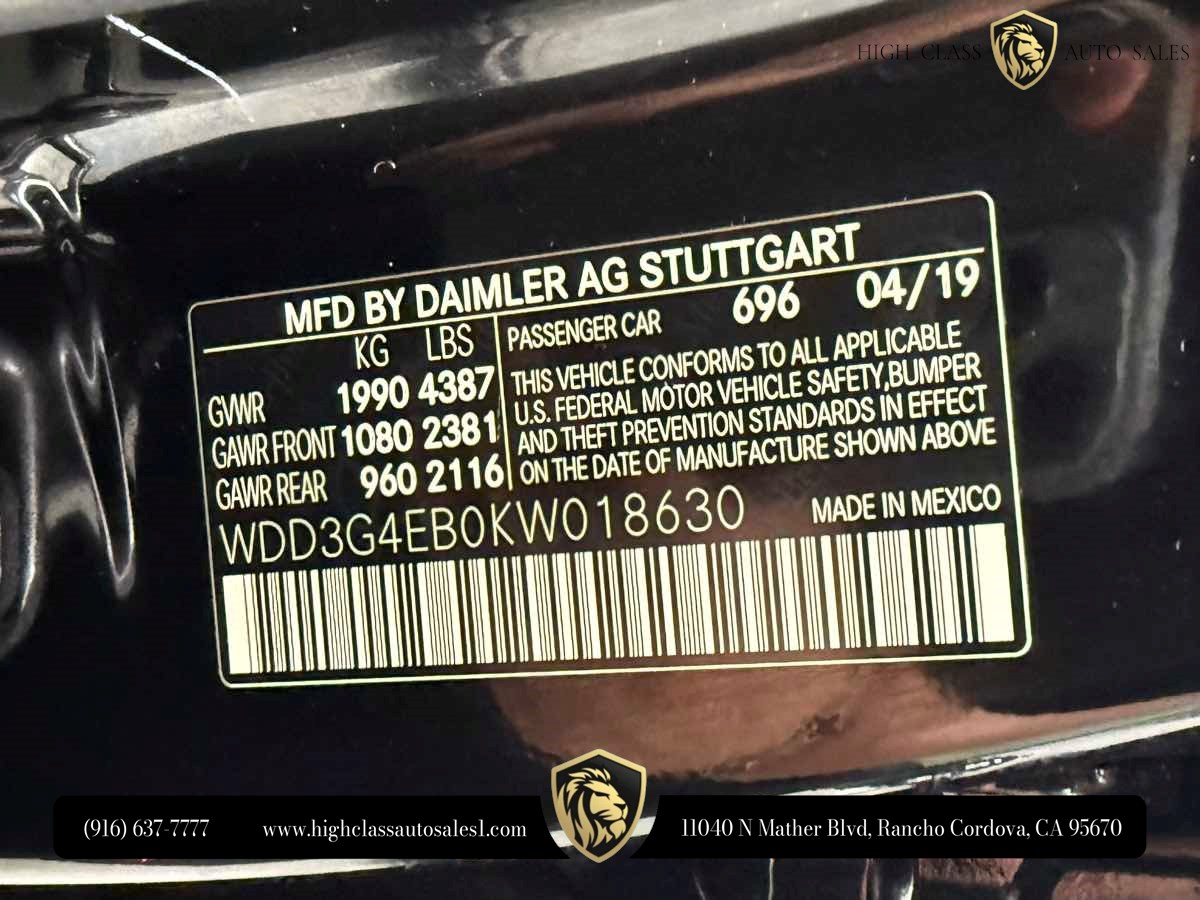 HIGH CLASS AUTO SALES
MFD BY DAIMLER AG STUTTGART
KG LBS
GVWR 1990 4387
GAWR FRONT 1080 2381
GAWR REAR 960 2116
PASSENGER CAR 696 04/19
THIS VEHICLE CONFORMS TO ALL APPLICABLE
U.S. FEDERAL MOTOR VEHICLE SAFETY,BUMPER
AND THEFT PREVENTION STANDARDS IN EFFECT
ON THE DATE OF MANUFACTURE SHOWN ABOVE
WDD3G4EB0KW018630 MADE IN MEXICO
(916) 637-7777 www.highclassautosales1.com 11040 N Mather Blvd, Rancho Cordova, CA 95670